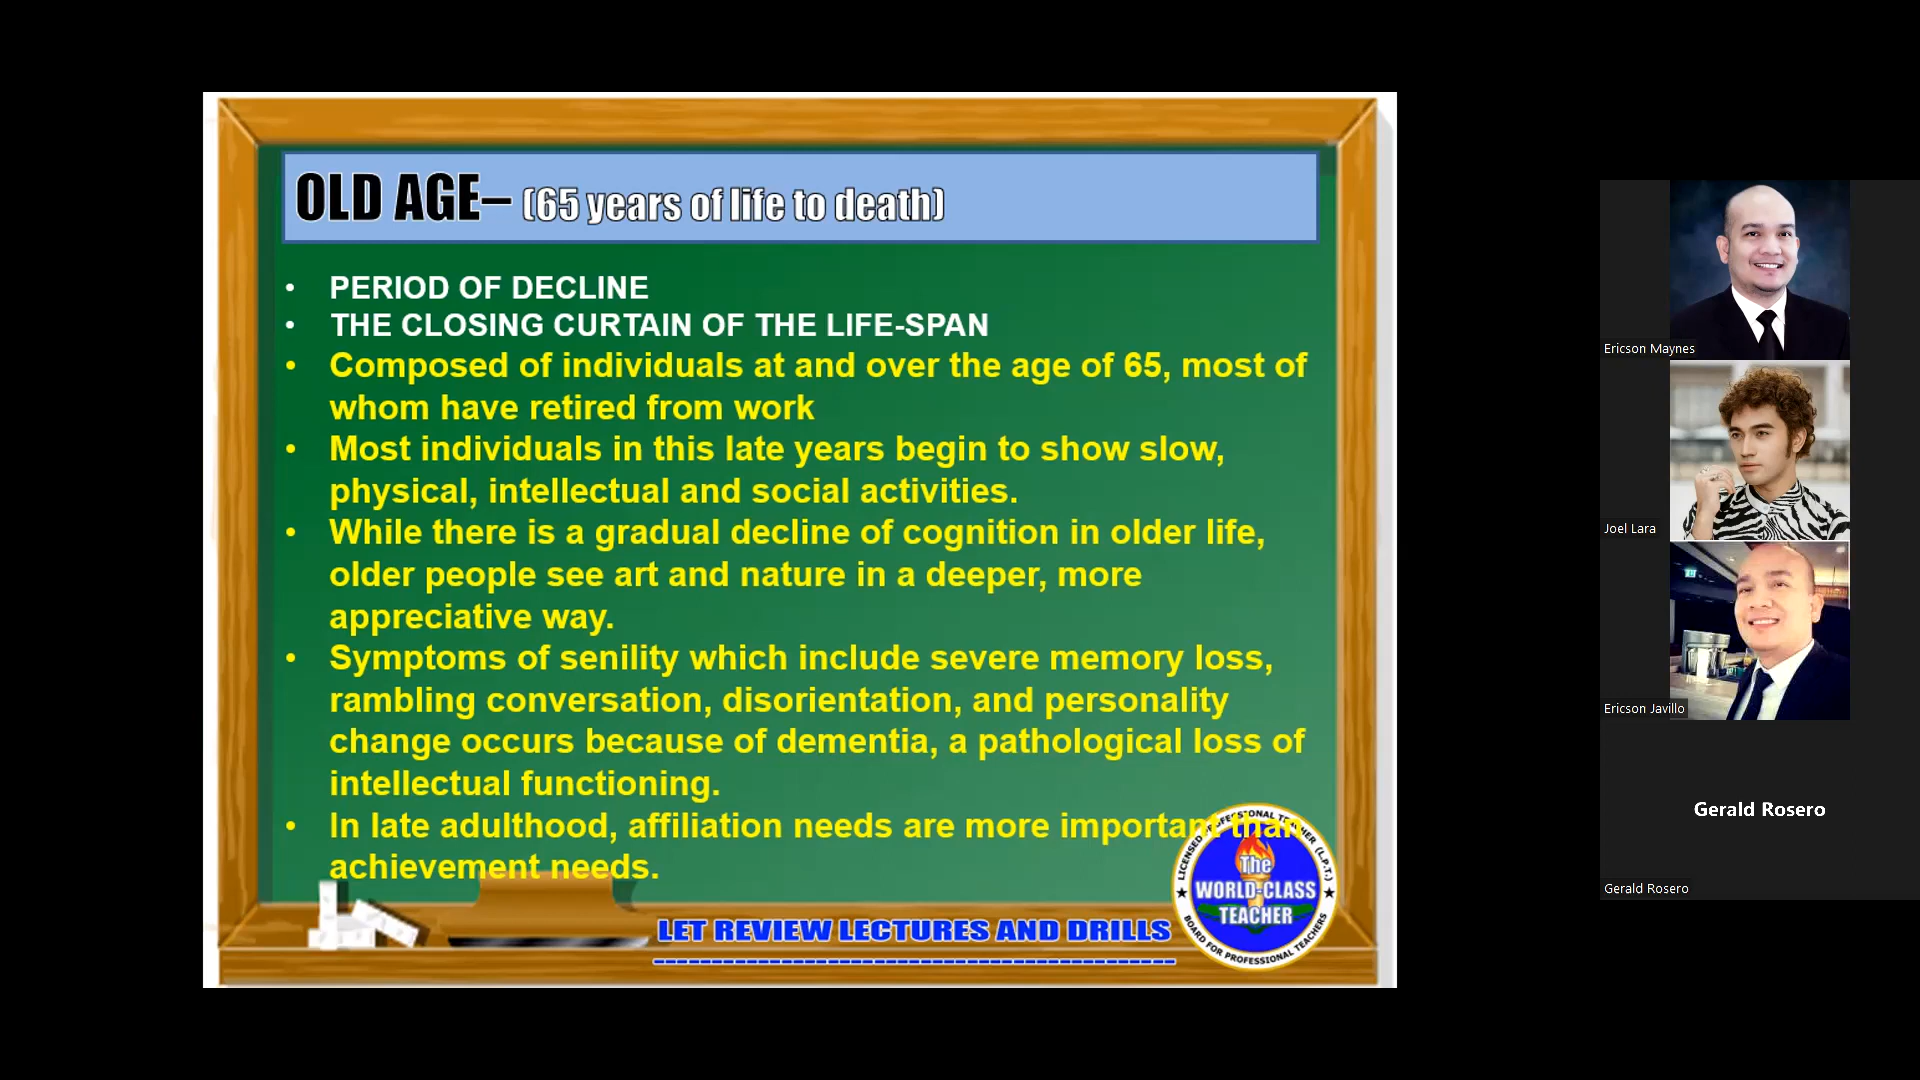 OLD AGE– (65 years of life to death)
• PERIOD OF DECLINE
• THE CLOSING CURTAIN OF THE LIFE-SPAN
• Composed of individuals at and over the age of 65, most of
whom have retired from work
• Most individuals in this late years begin to show slow,
physical, intellectual and social activities.
• While there is a gradual decline of cognition in older life,
older people see art and nature in a deeper, more
appreciative way.
• Symptoms of senility which include severe memory loss,
rambling conversation, disorientation, and personality
change occurs because of dementia, a pathological loss of
intellectual functioning.
• In late adulthood, affiliation needs are more important than
achievement needs.
LET REVIEW LECTURES AND DRILLS
LICENSED PROFESSIONAL TEACHER (L.P.T.)
The
WORLD-CLASS
TEACHER
BOARD FOR PROFESSIONAL TEACHERS
Ericson Maynes
Joel Lara
Ericson Javillo
Gerald Rosero
Gerald Rosero